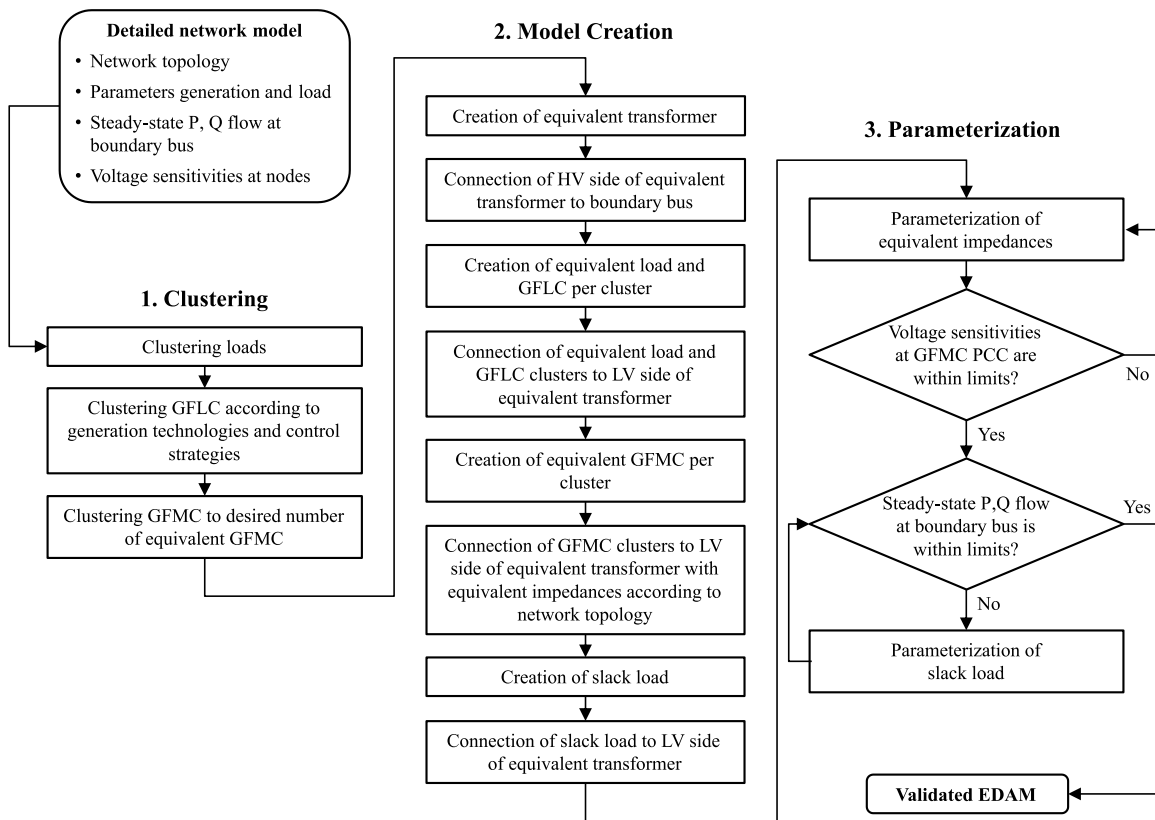 Detailed network model
• Network topology
• Parameters generation and load
• Steady-state P, Q flow at
boundary bus
• Voltage sensitivities at nodes
1. Clustering
Clustering loads
Clustering GFLC according to
generation technologies and control
strategies
Clustering GFMC to desired number
of equivalent GFMC
2. Model Creation
Creation of equivalent transformer
Connection of HV side of equivalent
transformer to boundary bus
Creation of equivalent load and
GFLC per cluster
Connection of equivalent load and
GFLC clusters to LV side of
equivalent transformer
Creation of equivalent GFMC per
cluster
Connection of GFMC clusters to LV
side of equivalent transformer with
equivalent impedances according to
network topology
Creation of slack load
Connection of slack load to LV side
of equivalent transformer
3. Parameterization
Parameterization of
equivalent impedances
Voltage sensitivities
at GFMC PCC are
within limits?
No
Yes
Steady-state P,Q flow
at boundary bus is
within limits?
Yes
No
Parameterization of
slack load
Validated EDAM